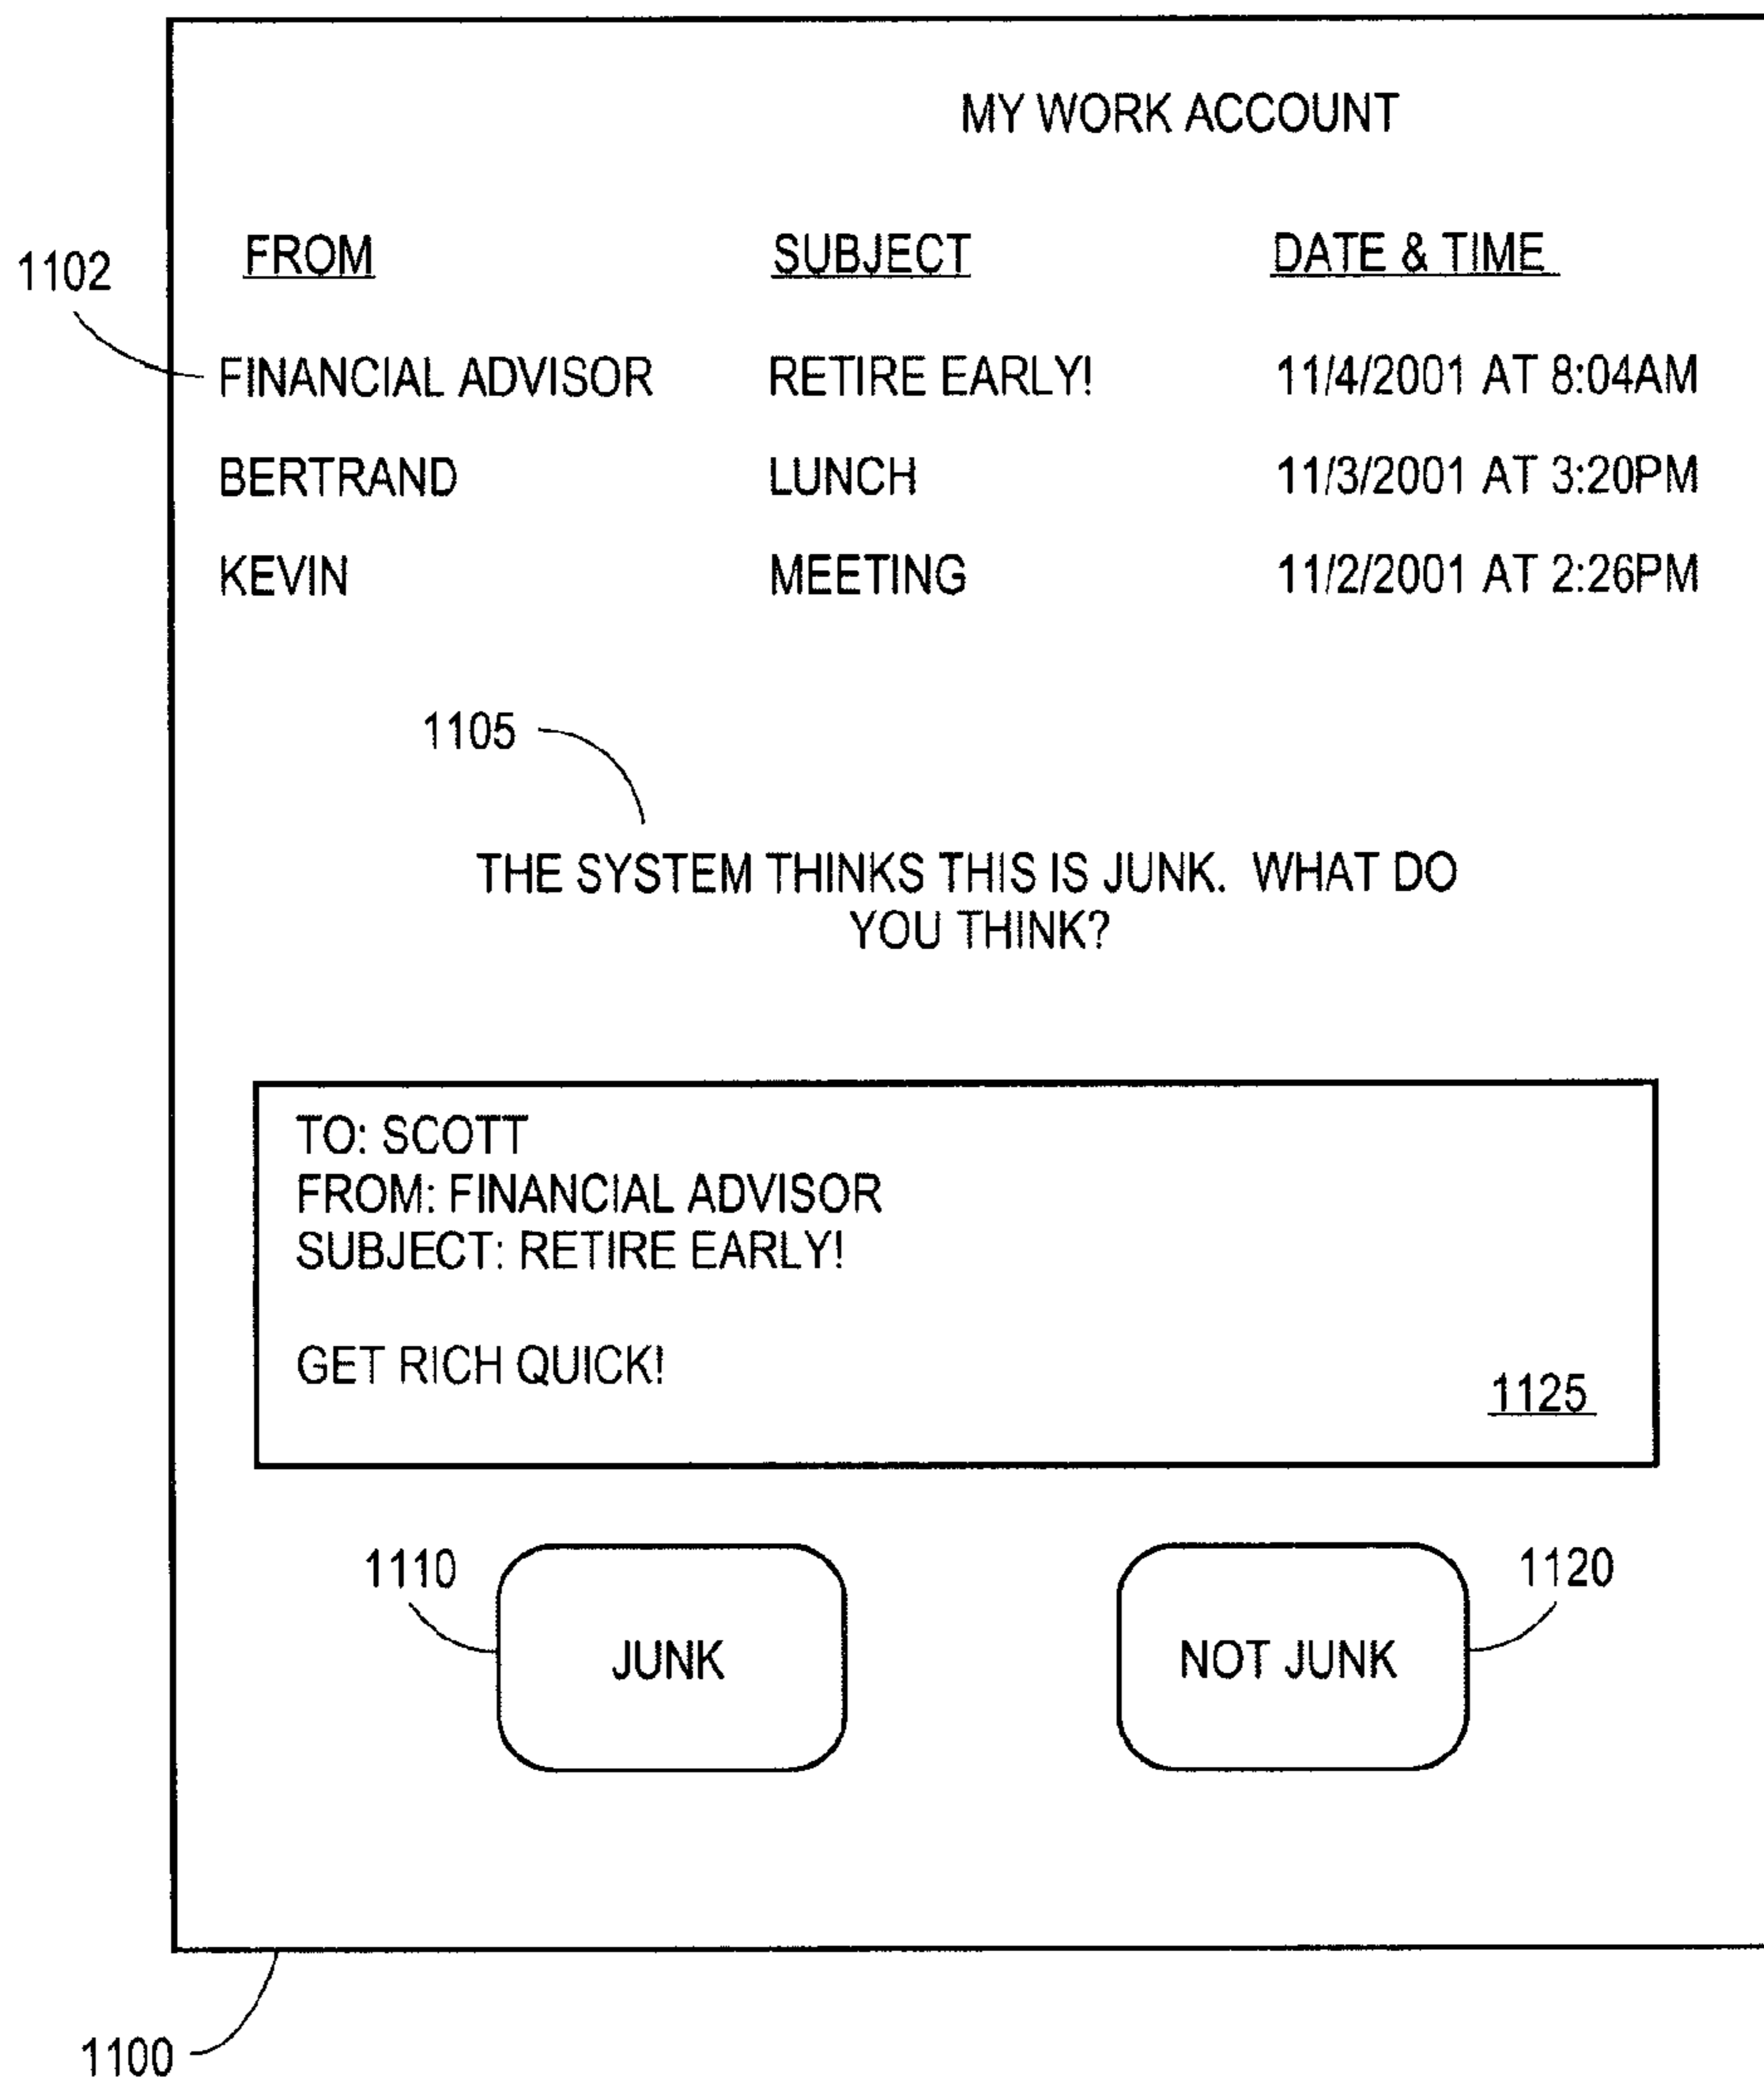 MY WORK ACCOUNT
1102 FROM SUBJECT DATE & TIME
FINANCIAL ADVISOR RETIRE EARLY! 11/4/2001 AT 8:04AM
BERTRAND LUNCH 11/3/2001 AT 3:20PM
KEVIN MEETING 11/2/2001 AT 2:26PM
1105
THE SYSTEM THINKS THIS IS JUNK. WHAT DO
YOU THINK?
TO: SCOTT
FROM: FINANCIAL ADVISOR
SUBJECT: RETIRE EARLY!
GET RICH QUICK!
1125
1110 1120
JUNK NOT JUNK
1100